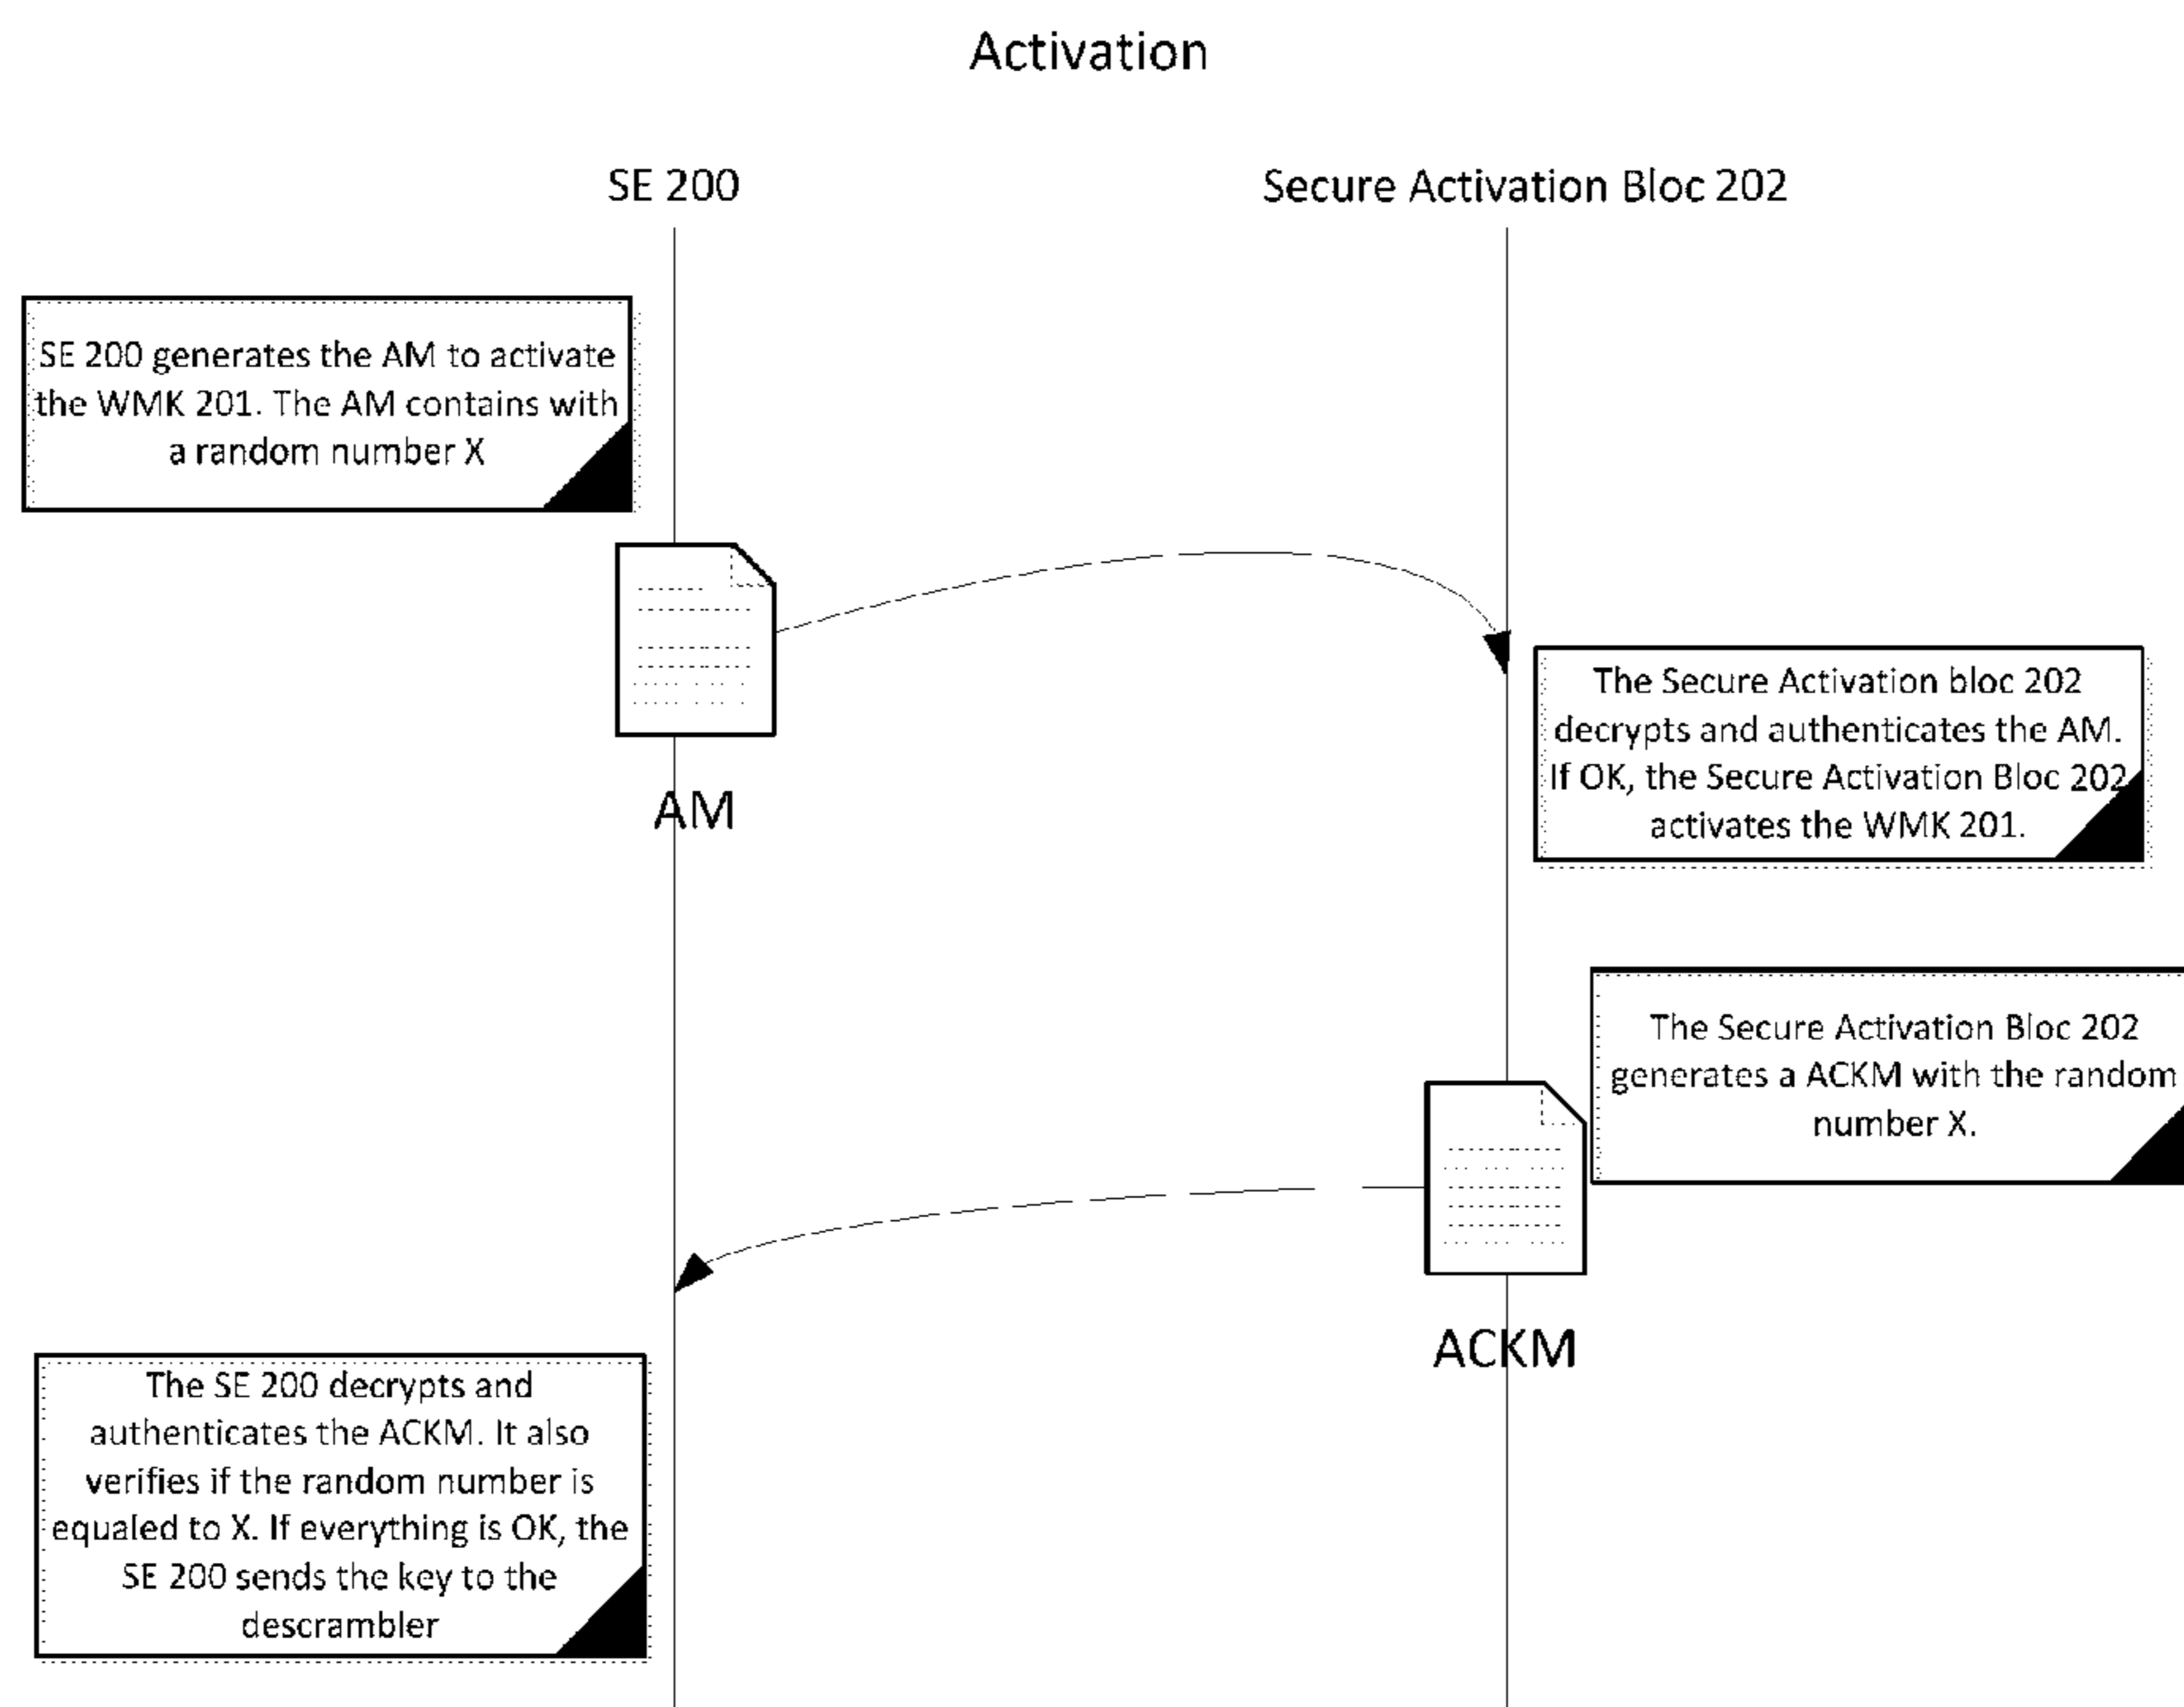 Activation
SE 200
Secure Activation Bloc 202
SE 200 generates the AM to activate
the WMK 201. The AM contains with
a random number X
AM
The Secure Activation bloc 202
decrypts and authenticates the AM.
If OK, the Secure Activation Bloc 202
activates the WMK 201.
The Secure Activation Bloc 202
generates a ACKM with the random
number X.
ACKM
The SE 200 decrypts and
authenticates the ACKM. It also
verifies if the random number is
equaled to X. If everything is OK, the
SE 200 sends the key to the
descrambler